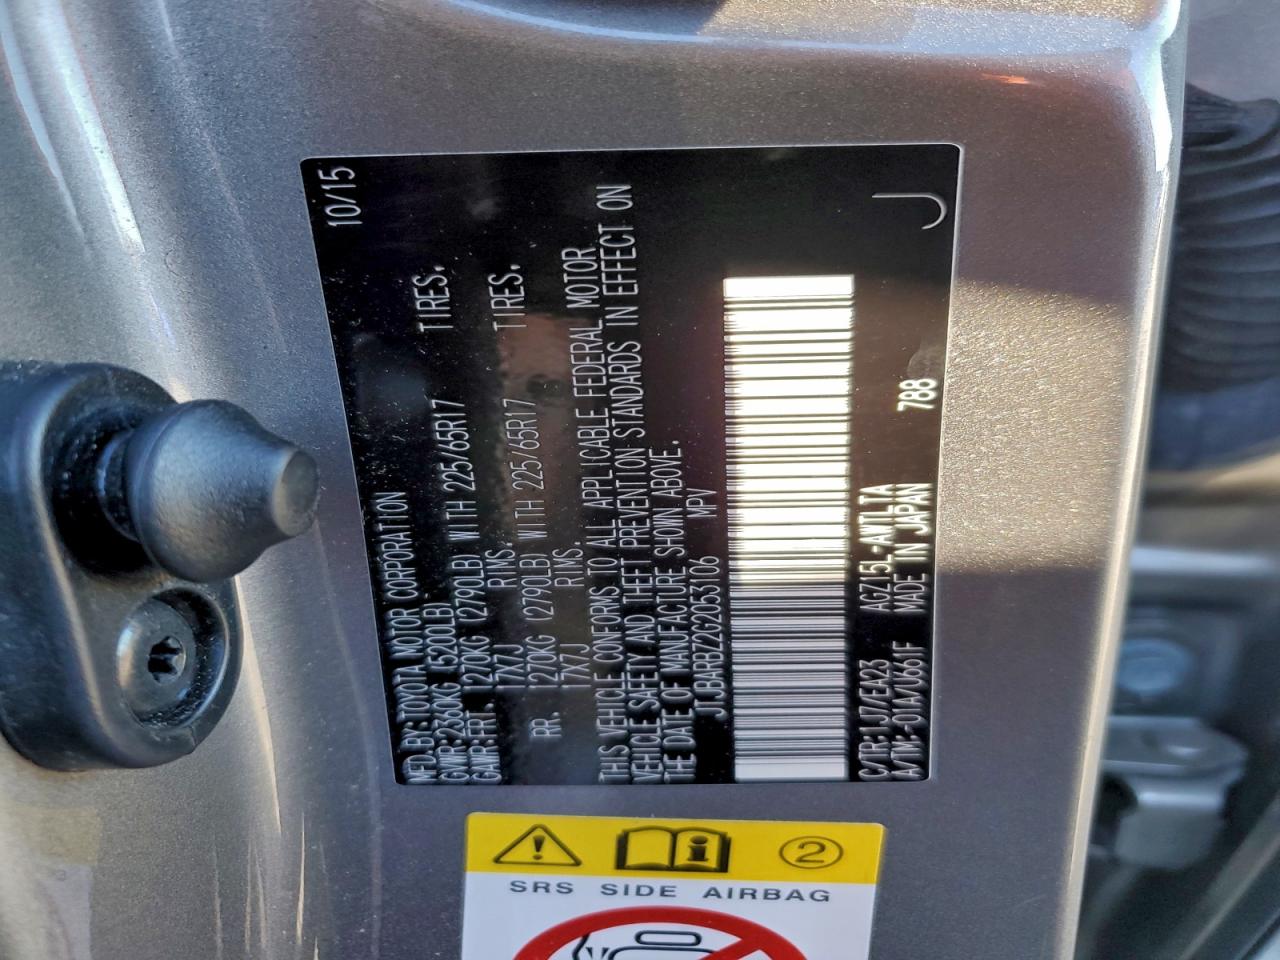 10/15
MFD.BY:TOYOTA MOTOR CORPORATION
GVWR:2360KG (5200LB)
GAWR:FRT. 1270KG (2790LB) WITH 225/65R17 TIRES.
17X7J RIMS.
RR. 1270KG (2790LB) WITH 225/65R17 TIRES.
17X7J RIMS.
THIS VEHICLE CONFORMS TO ALL APPLICABLE FEDERAL MOTOR
VEHICLE SAFETY AND THEFT PREVENTION STANDARDS IN EFFECT ON
THE DATE OF MANUFACTURE SHOWN ABOVE.
JTJBARBZ2G2053106 MPV
C/TR:1J7/EA23 AGZ15L-AWTLTA
A/TM:-01A/U661F MADE IN JAPAN 788
J
2
SRS SIDE AIRBAG